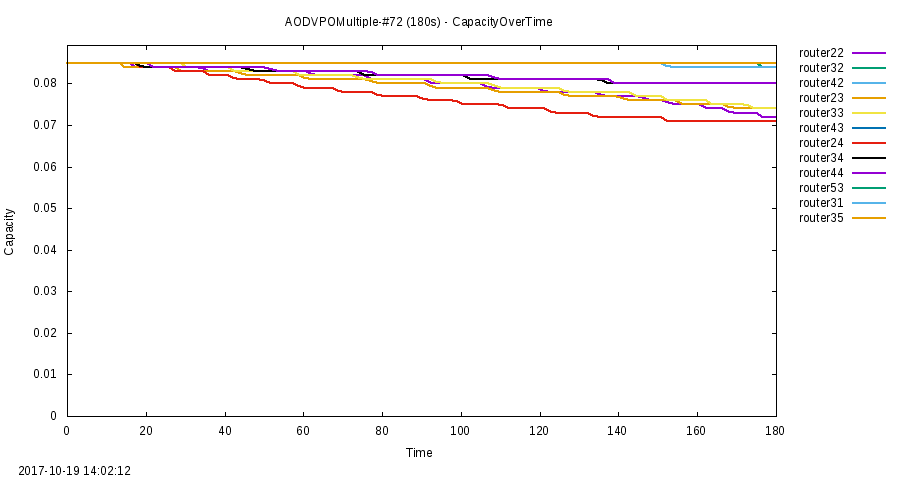 AODVPOMultiple-#72 (180s) - CapacityOverTime
router22
router32
router42
router23
router33
router43
router24
router34
router44
router53
router31
router35
Capacity
0.08
0.07
0.06
0.05
0.04
0.03
0.02
0.01
0
0 20 40 60 80 100 120 140 160 180
Time
2017-10-19 14:02:12